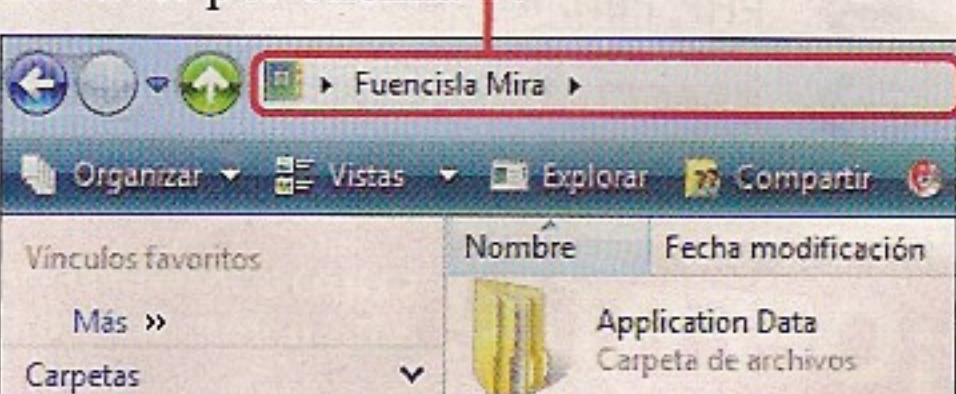 Fuencisla Mira
Organizar Vistas Explorar Compartir
Vínculos favoritos
Más »
Carpetas
Nombre Fecha modificación
Application Data
Carpeta de archivos